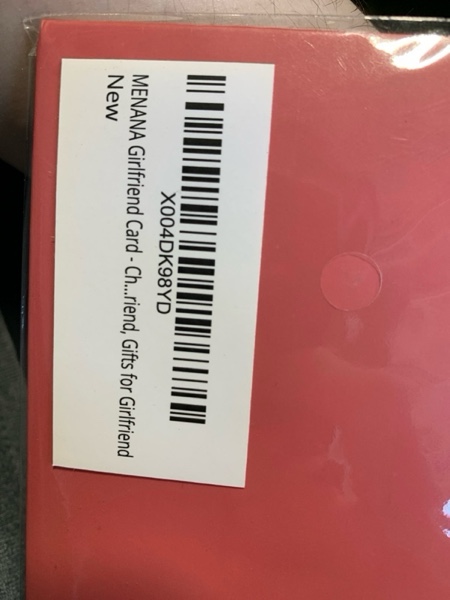 X004DK98YD
MENANA Girlfriend Card - Ch...riend, Gifts for Girlfriend
New